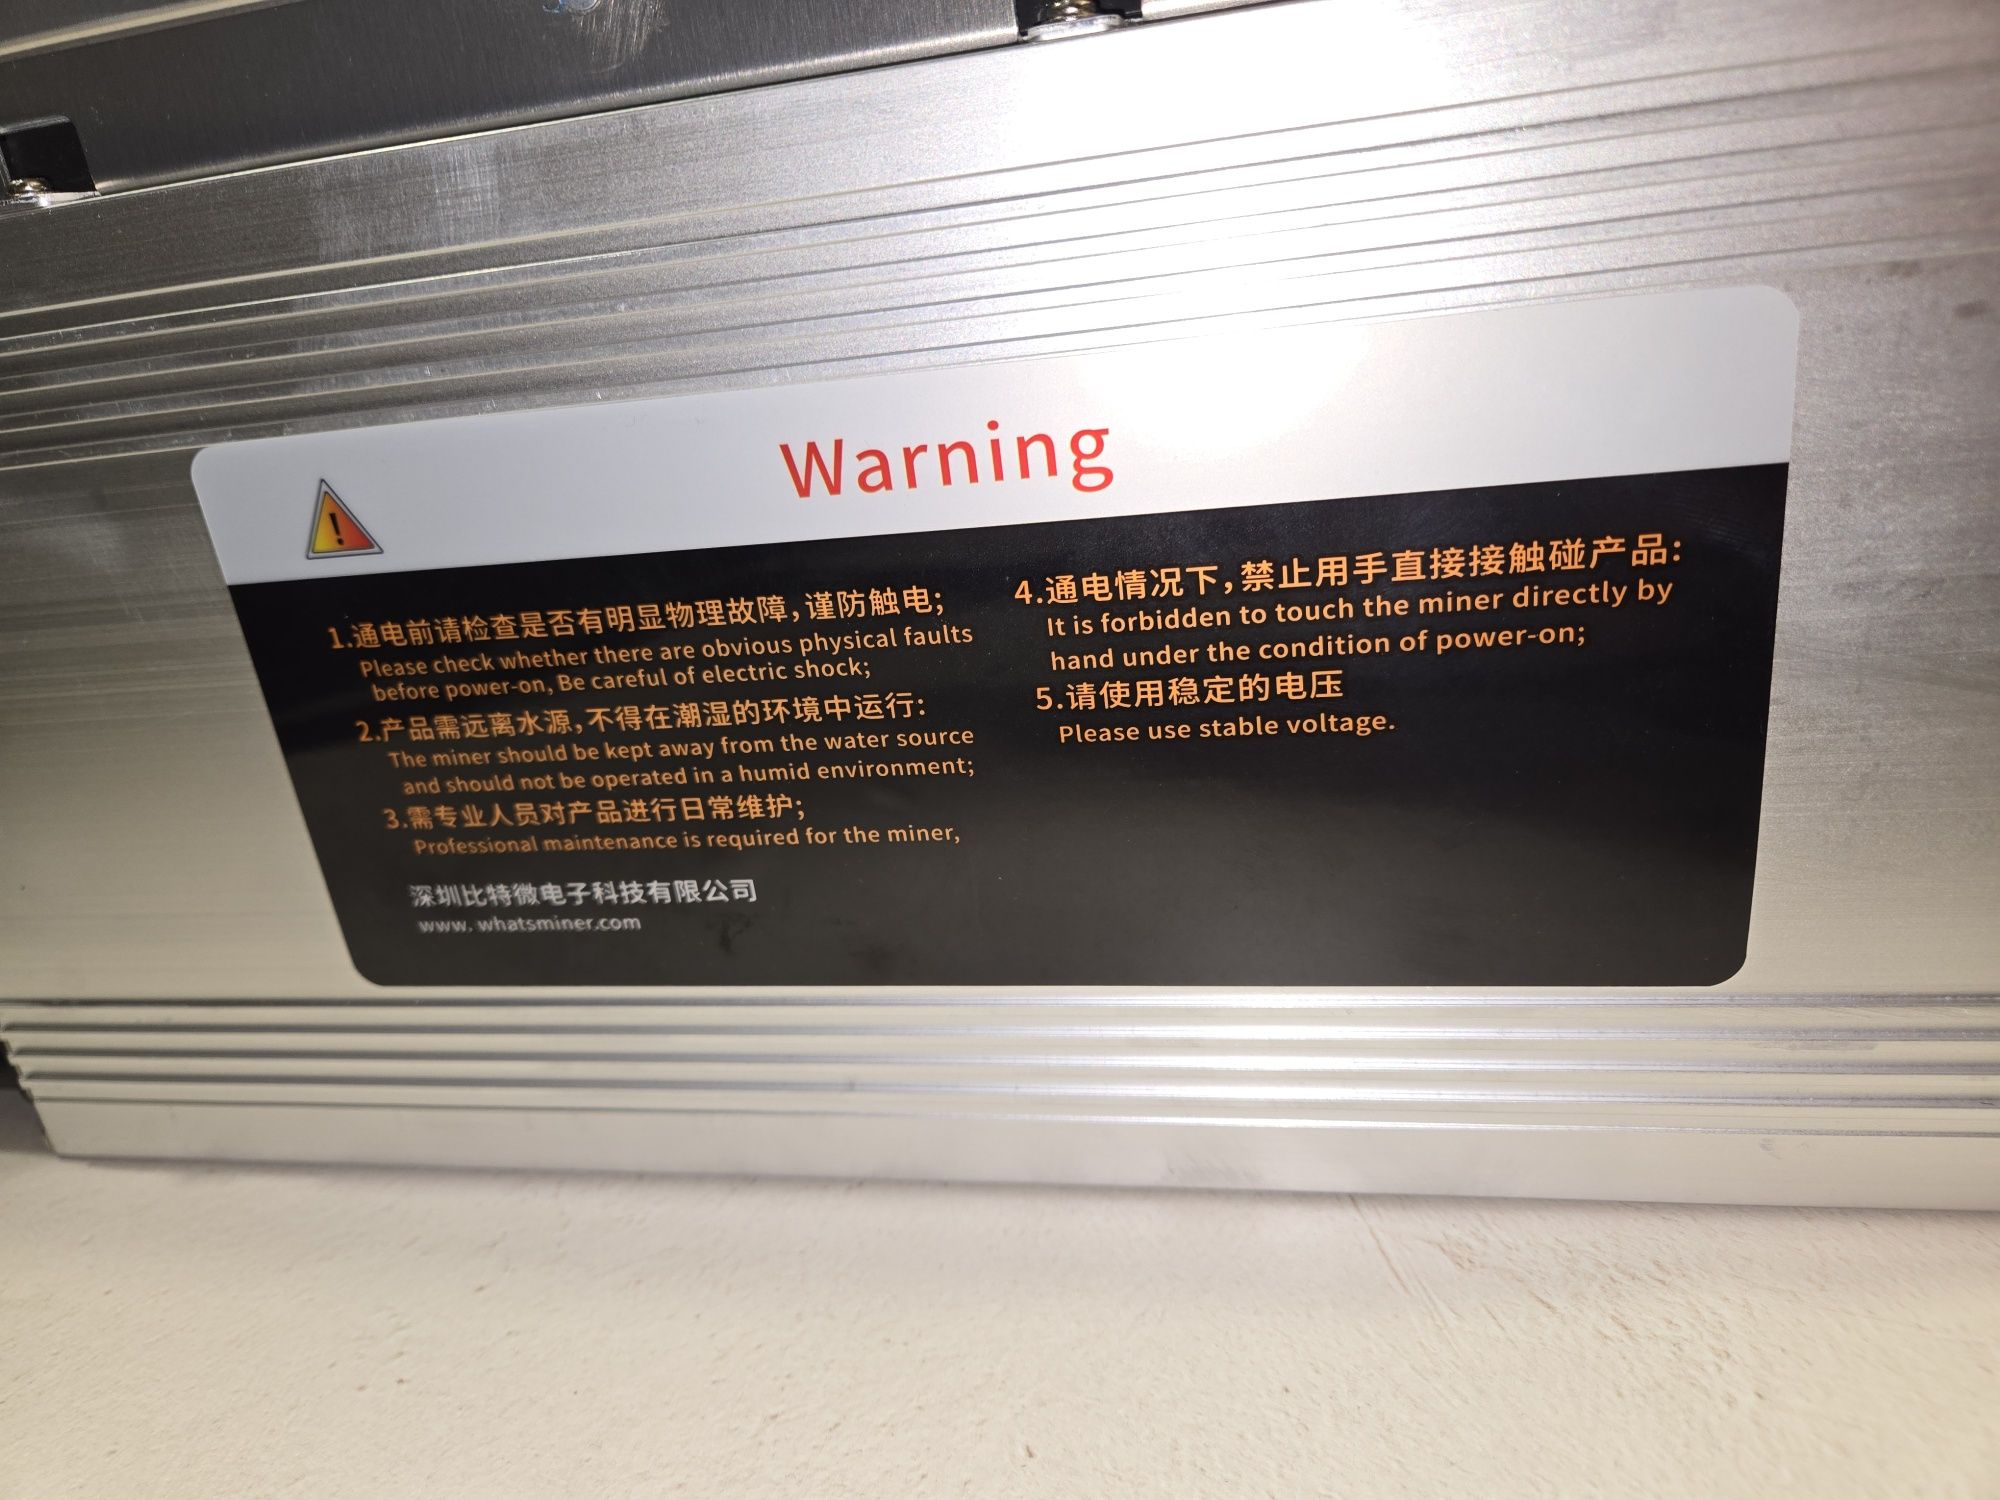 Warning
1.通电前请检查是否有明显物理故障,谨防触电;
Please check whether there are obvious physical faults
before power-on, Be careful of electric shock;
2.产品需远离水源,不得在潮湿的环境中运行:
The miner should be kept away from the water source
and should not be operated in a humid environment;
3.需专业人员对产品进行日常维护;
Professional maintenance is required for the miner,
深圳比特微电子科技有限公司
www. whatsminer.com
4.通电情况下,禁止用手直接接触碰产品:
It is forbidden to touch the miner directly by
hand under the condition of power-on;
5.请使用稳定的电压
Please use stable voltage.